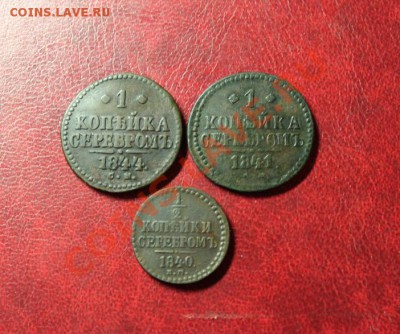 COINS.LAVE.RU
1
КОПѢЙКА
СЕРЕБРОМЪ
1844.
С. М.
1
КОПѢЙКА
СЕРЕБРОМЪ
1841.
1/2
КОПѢЙКИ
СЕРЕБРОМЪ
1840.